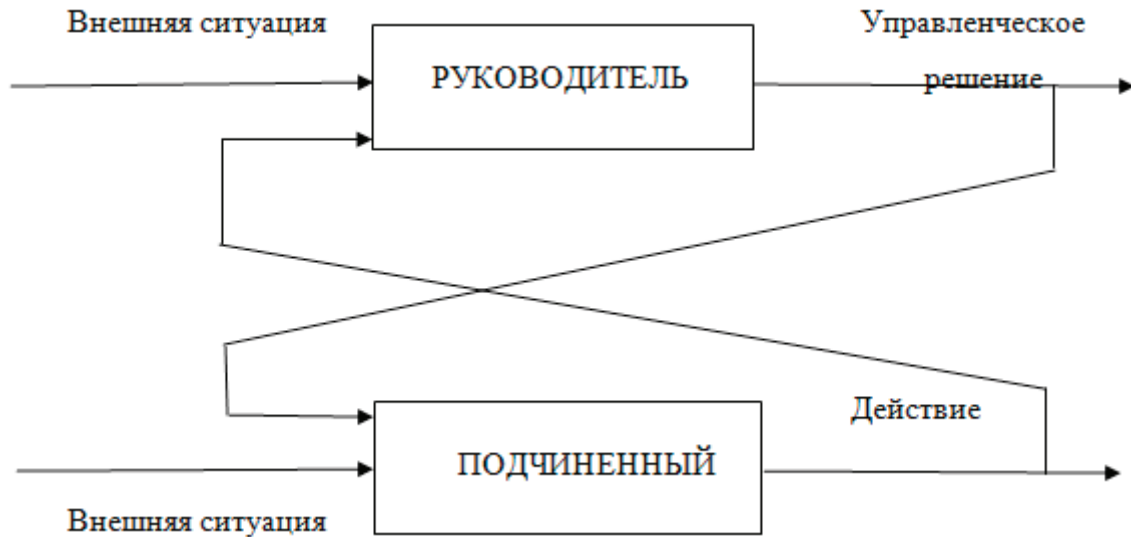 Внешняя ситуация
Управленческое
решение
РУКОВОДИТЕЛЬ
Действие
ПОДЧИНЕННЫЙ
Внешняя ситуация